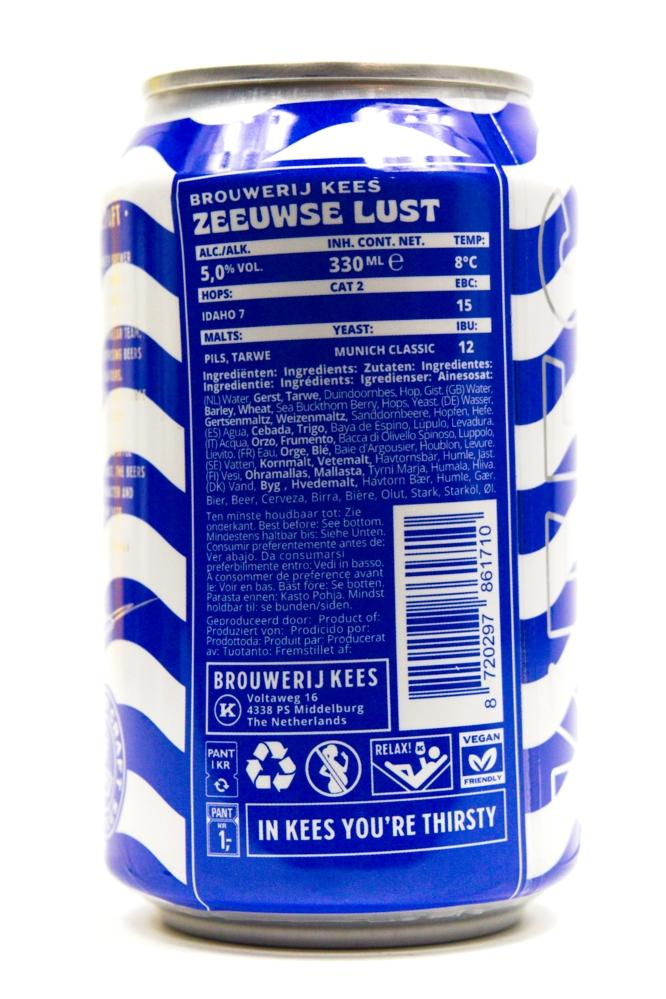 BROUWERIJ KEES
ZEEUWSE LUST
ALC./ALK. INH. CONT. NET. TEMP:
5,0% VOL. 330 ML ℮ 8°C
HOPS: CAT 2 EBC:
IDAHO 7 15
MALTS: YEAST: IBU:
PILS, TARWE MUNICH CLASSIC 12
Ingrediënten: Ingredients: Zutaten: Ingredientes:
Ingredientie: Ingrédients: Igredienser: Ainesosat:
(NL) Water, Gerst, Tarwe, Duindoornbes, Hop, Gist. (GB) Water,
Barley, Wheat, Sea Buckthorn Berry, Hops, Yeast. (DE) Wasser,
Gertsenmaltz, Weizenmaltz, Sanddornbeere, Hopfen, Hefe.
(ES) Agua, Cebada, Trigo, Baya de Espino, Lúpulo, Levadura.
(IT) Acqua, Orzo, Frumento, Bacca di Olivello Spinoso, Luppolo,
Lievito. (FR) Eau, Orge, Blé, Baie d'Argousier, Houblon, Levure.
(SE) Vatten, Kornmalt, Vetemalt, Havtornsbar, Humle, Jäst.
(FI) Vesi, Ohramallas, Mallasta, Tyrni Marja, Humala, Hiiva.
(DK) Vand, Byg, Hvedemalt, Havtorn Bær, Humle, Gær.
Bier, Beer, Cerveza, Birra, Bière, Olut, Stark, Starköl, Øl.
Ten minste houdbaar tot: Zie
onderkant. Best before: See bottom.
Mindestens haltbar bis: Siehe Unten.
Consumir preferentemente antes de:
Ver abajo. Da consumarsi
preferbilmente entro: Vedi in basso.
A consommer de preference avant
le: Voir en bas. Bast före: Se botten.
Parasta ennen: Kasto Pohja. Mindst
holdbar til: se bunden/siden.
Geproduceerd door: Product of:
Produziert von: Prodicido por:
Prodottoda: Produit par: Producerat
av: Tuotanto: Fremstillet af:
8 720297 861710
BROUWERIJ KEES
K Voltaweg 16
4338 PS Middelburg
The Netherlands
PANT
1 KR
RELAX! K
VEGAN
FRIENDLY
PANT
KR
1,-
IN KEES YOU'RE THIRSTY